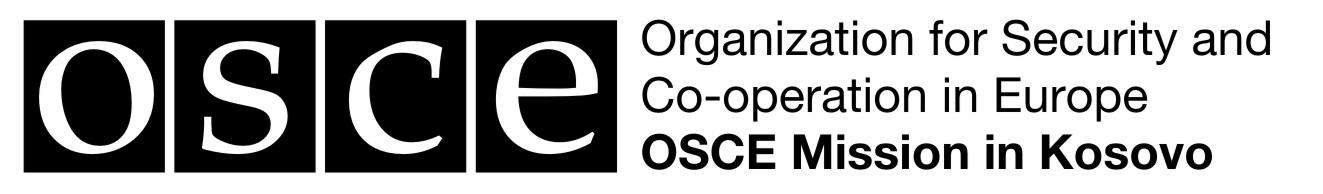 osce
Organization for Security and
Co-operation in Europe
OSCE Mission in Kosovo